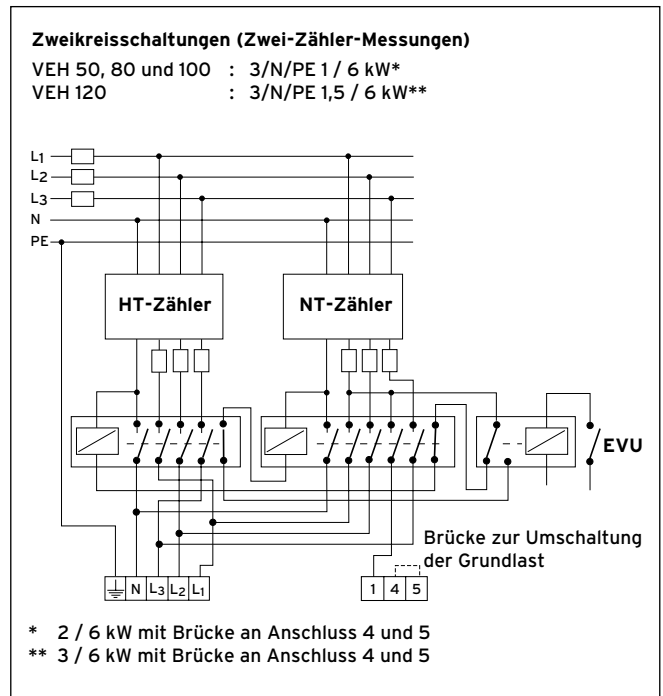 Zweikreisschaltungen (Zwei-Zähler-Messungen)
VEH 50, 80 und 100 : 3/N/PE 1 / 6 kW*
VEH 120 : 3/N/PE 1,5 / 6 kW**
L1
L2
L3
N
PE
HT-Zähler NT-Zähler
EVU
Brücke zur Umschaltung
der Grundlast
N L3 L2 L1 1 4 5
* 2 / 6 kW mit Brücke an Anschluss 4 und 5
** 3 / 6 kW mit Brücke an Anschluss 4 und 5